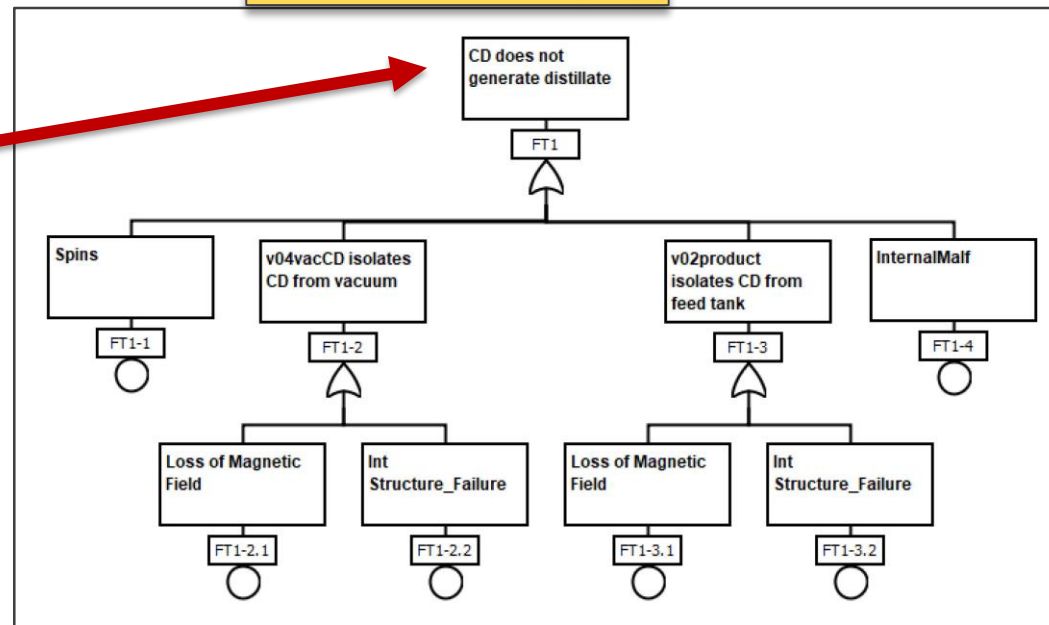 CD does not
generate distillate
FT1
Spins
v04vacCD isolates
CD from vacuum
v02product
isolates CD from
feed tank
InternalMalf
FT1-1
FT1-2
FT1-3
FT1-4
Loss of Magnetic
Field
Int
Structure_Failure
Loss of Magnetic
Field
Int
Structure_Failure
FT1-2.1
FT1-2.2
FT1-3.1
FT1-3.2